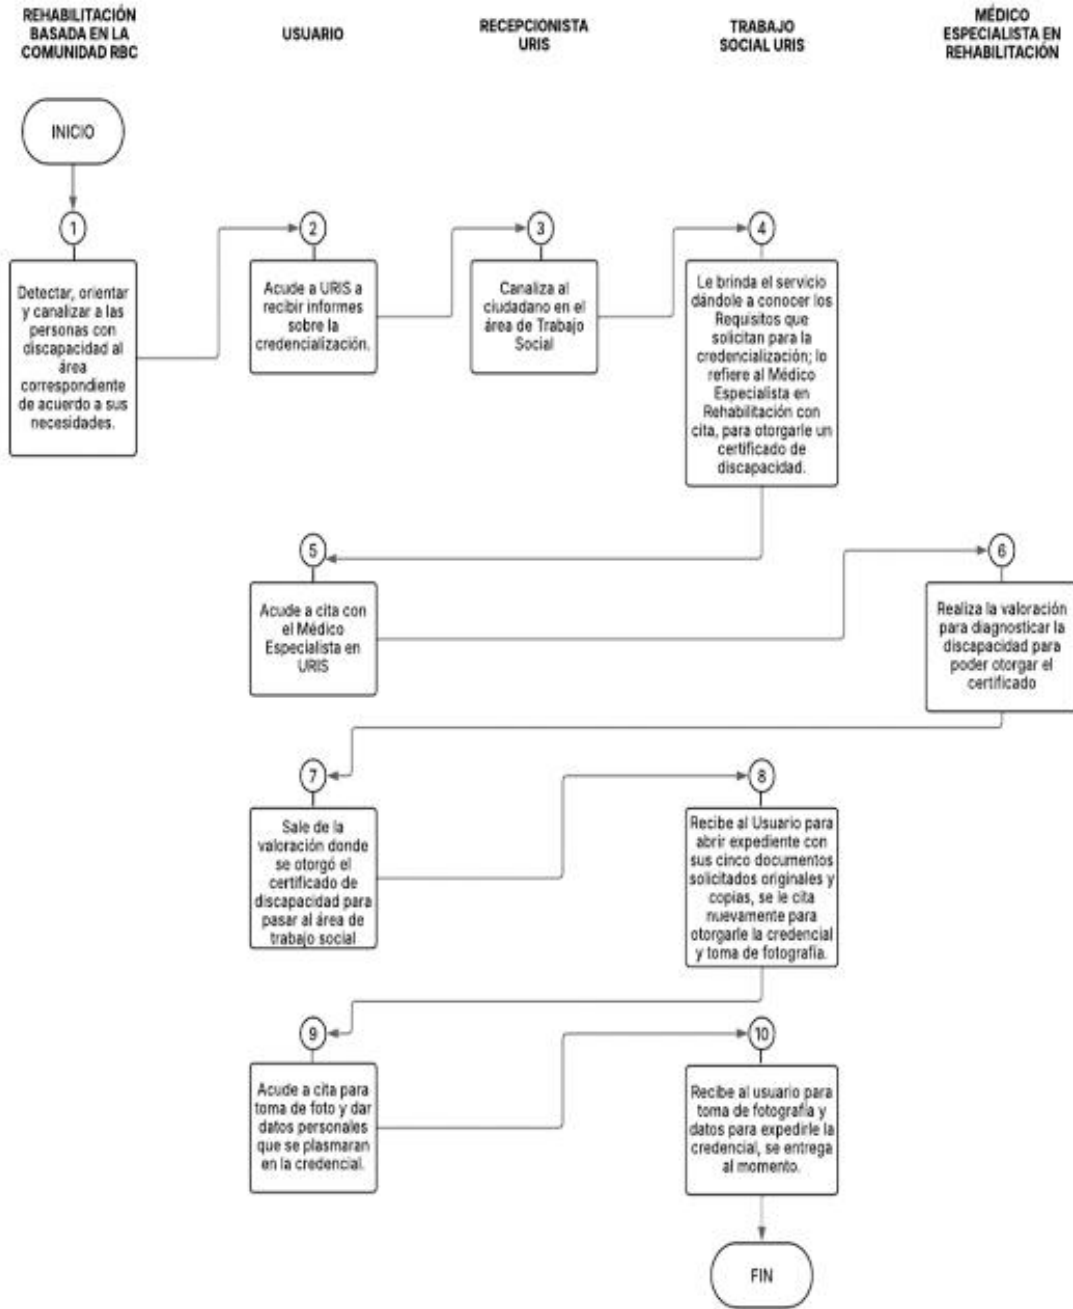 REHABILITACIÓN
BASADA EN LA
COMUNIDAD RBC
USUARIO
RECEPCIONISTA
URIS
TRABAJO
SOCIAL URIS
MÉDICO
ESPECIALISTA EN
REHABILITACIÓN
INICIO
1
Detectar, orientar
y canalizar a las
personas con
discapacidad al
área
correspondiente
de acuerdo a sus
necesidades.
2
Acude a URIS a
recibir informes
sobre la
credencialización.
3
Canaliza al
ciudadano en el
área de Trabajo
Social
4
Le brinda el servicio
dándole a conocer los
Requisitos que
solicitan para la
credencialización; lo
refiere al Médico
Especialista en
Rehabilitación con
cita, para otorgarle un
certificado de
discapacidad.
5
Acude a cita con
el Médico
Especialista en
URIS
6
Realiza la valoración
para diagnosticar la
discapacidad para
poder otorgar el
certificado
7
Sale de la
valoración donde
se otorgó el
certificado de
discapacidad para
pasar al área de
trabajo social
8
Recibe al Usuario para
abrir expediente con
sus cinco documentos
solicitados originales y
copias, se le cita
nuevamente para
otorgarle la credencial
y toma de fotografía.
9
Acude a cita para
toma de foto y dar
datos personales
que se plasmaran
en la credencial.
10
Recibe al usuario para
toma de fotografía y
datos para expedirle la
credencial, se entrega
al momento.
FIN